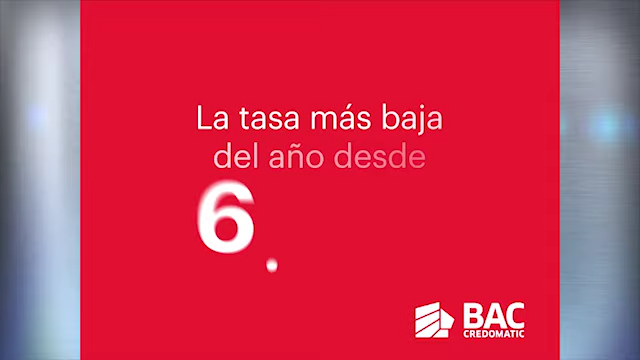 La tasa más baja
del año desde
6.
BAC
CREDOMATIC